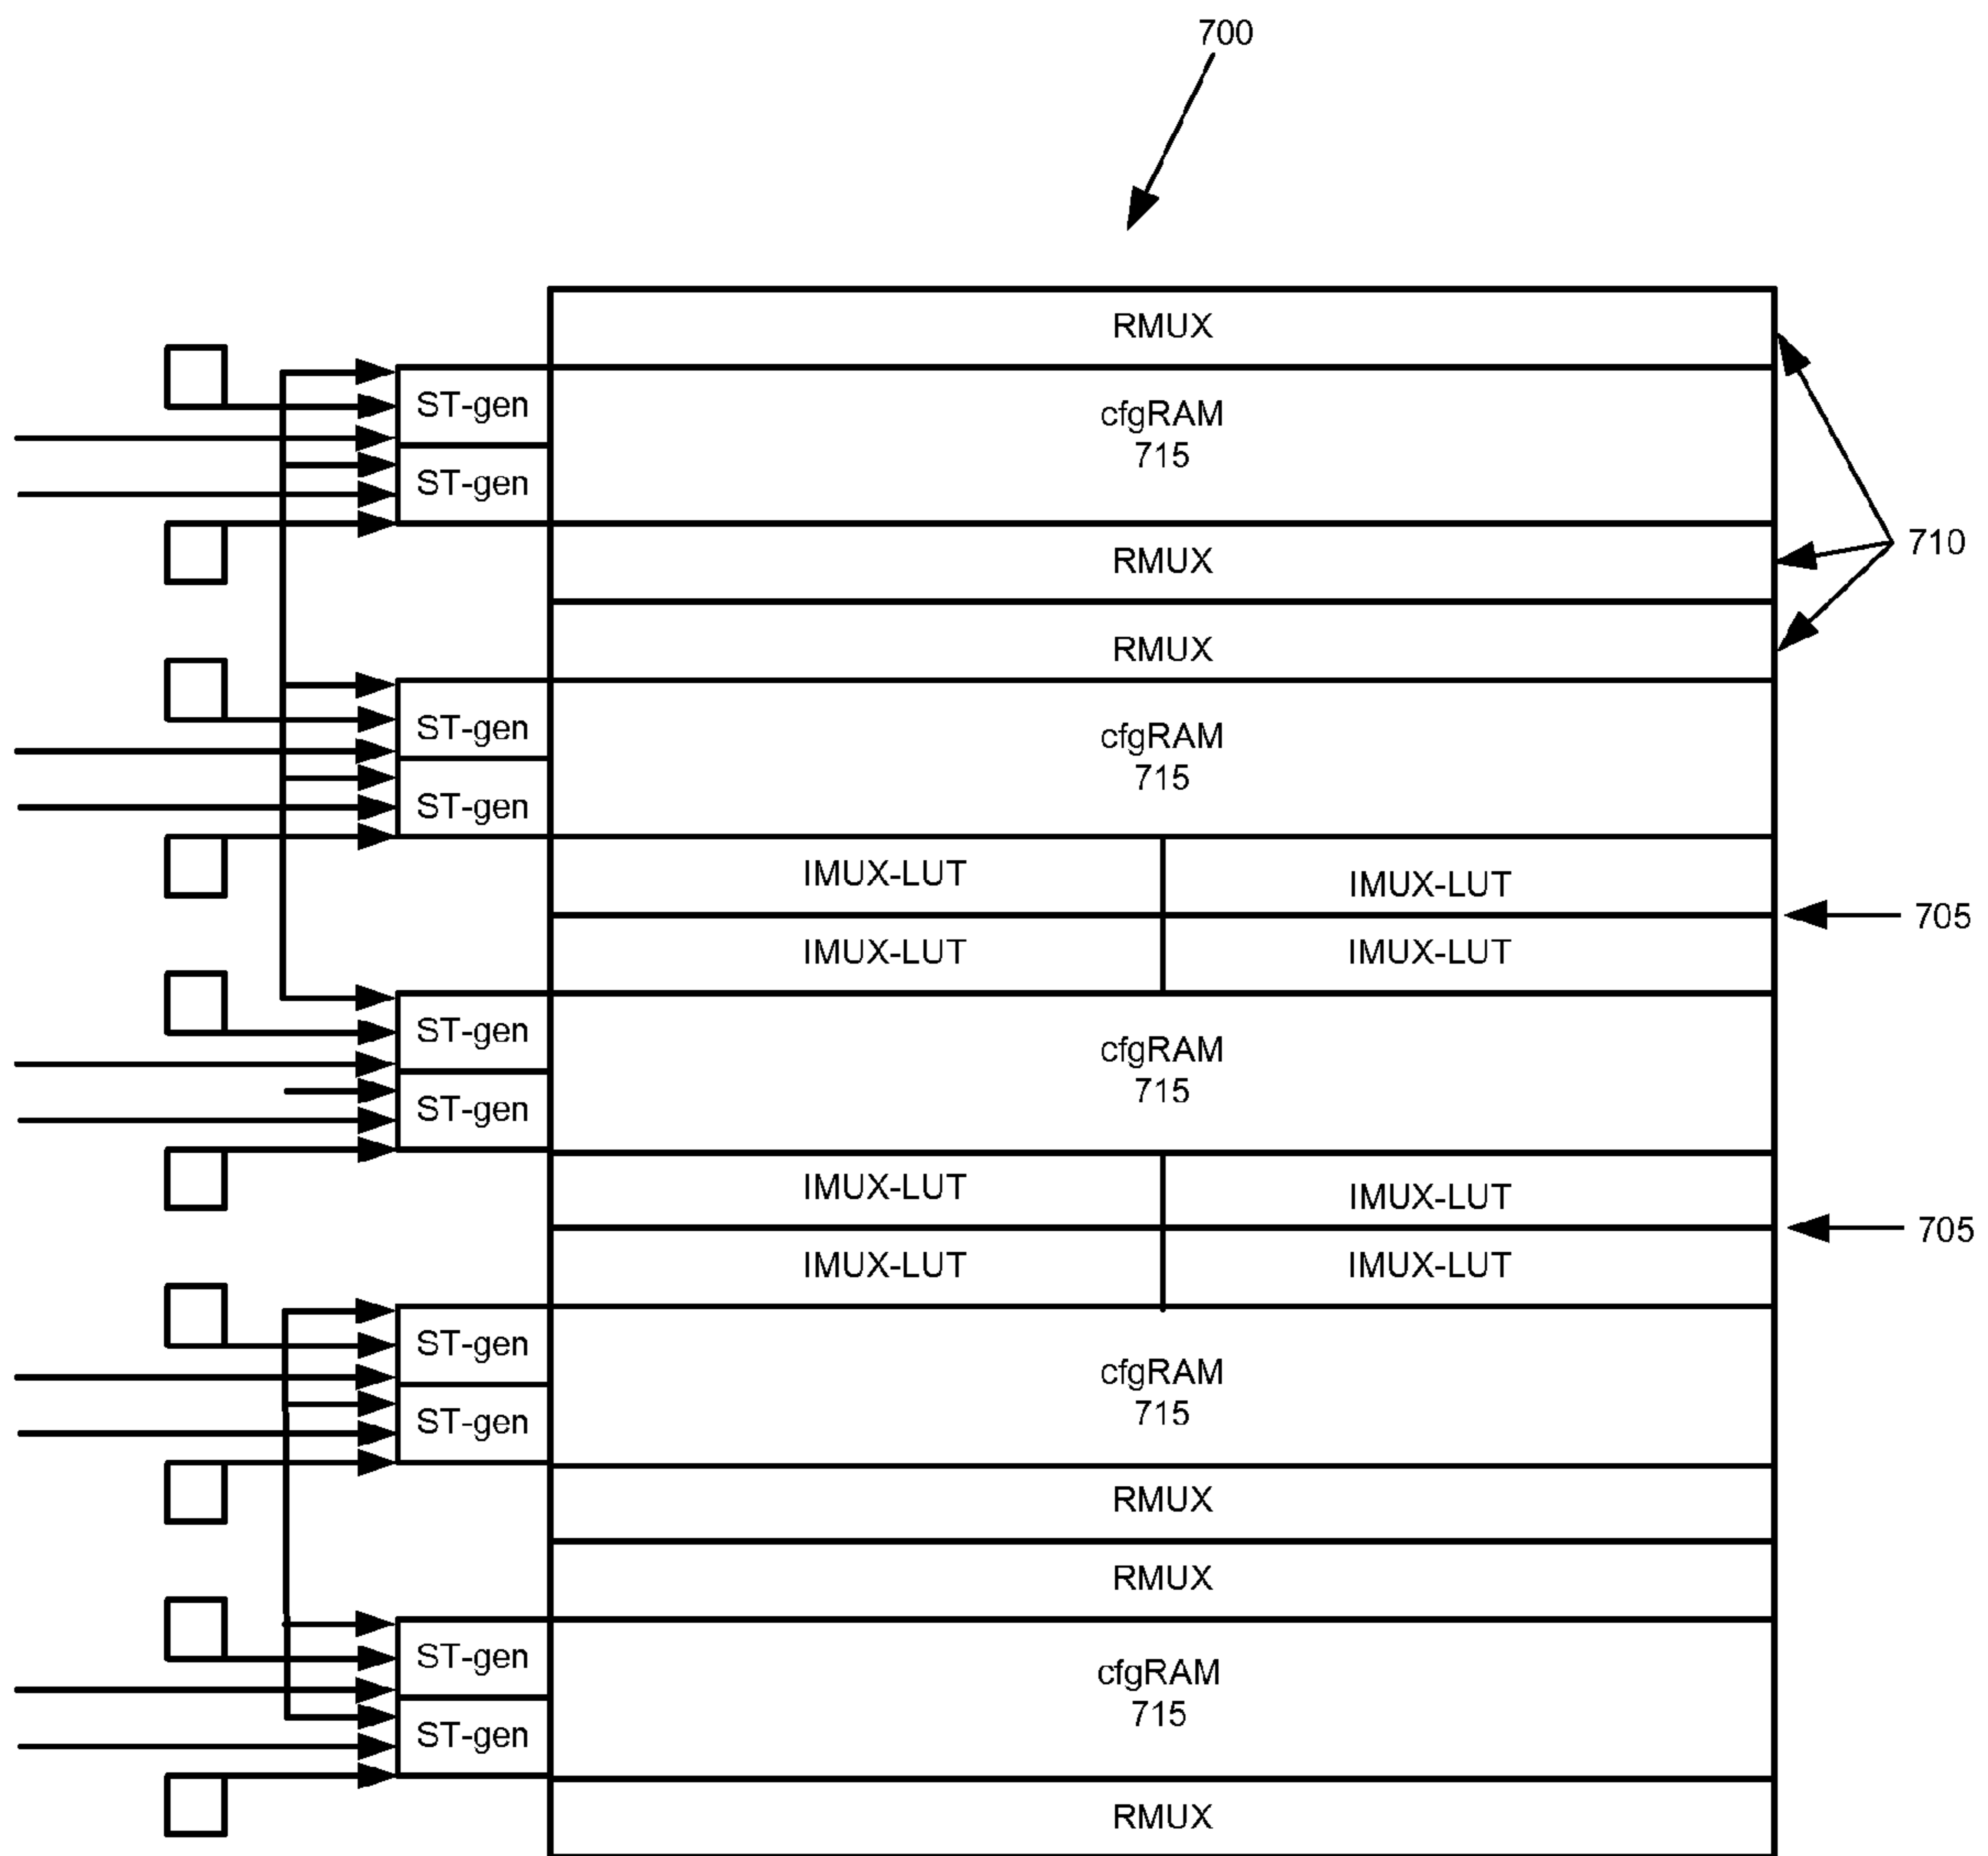 700
RMUX
ST-gen
cfgRAM
715
ST-gen
RMUX
710
RMUX
ST-gen
cfgRAM
715
ST-gen
IMUX-LUT IMUX-LUT
705
IMUX-LUT IMUX-LUT
ST-gen
cfgRAM
715
ST-gen
IMUX-LUT IMUX-LUT
705
IMUX-LUT IMUX-LUT
ST-gen
cfgRAM
715
ST-gen
RMUX
RMUX
ST-gen
cfgRAM
715
ST-gen
RMUX